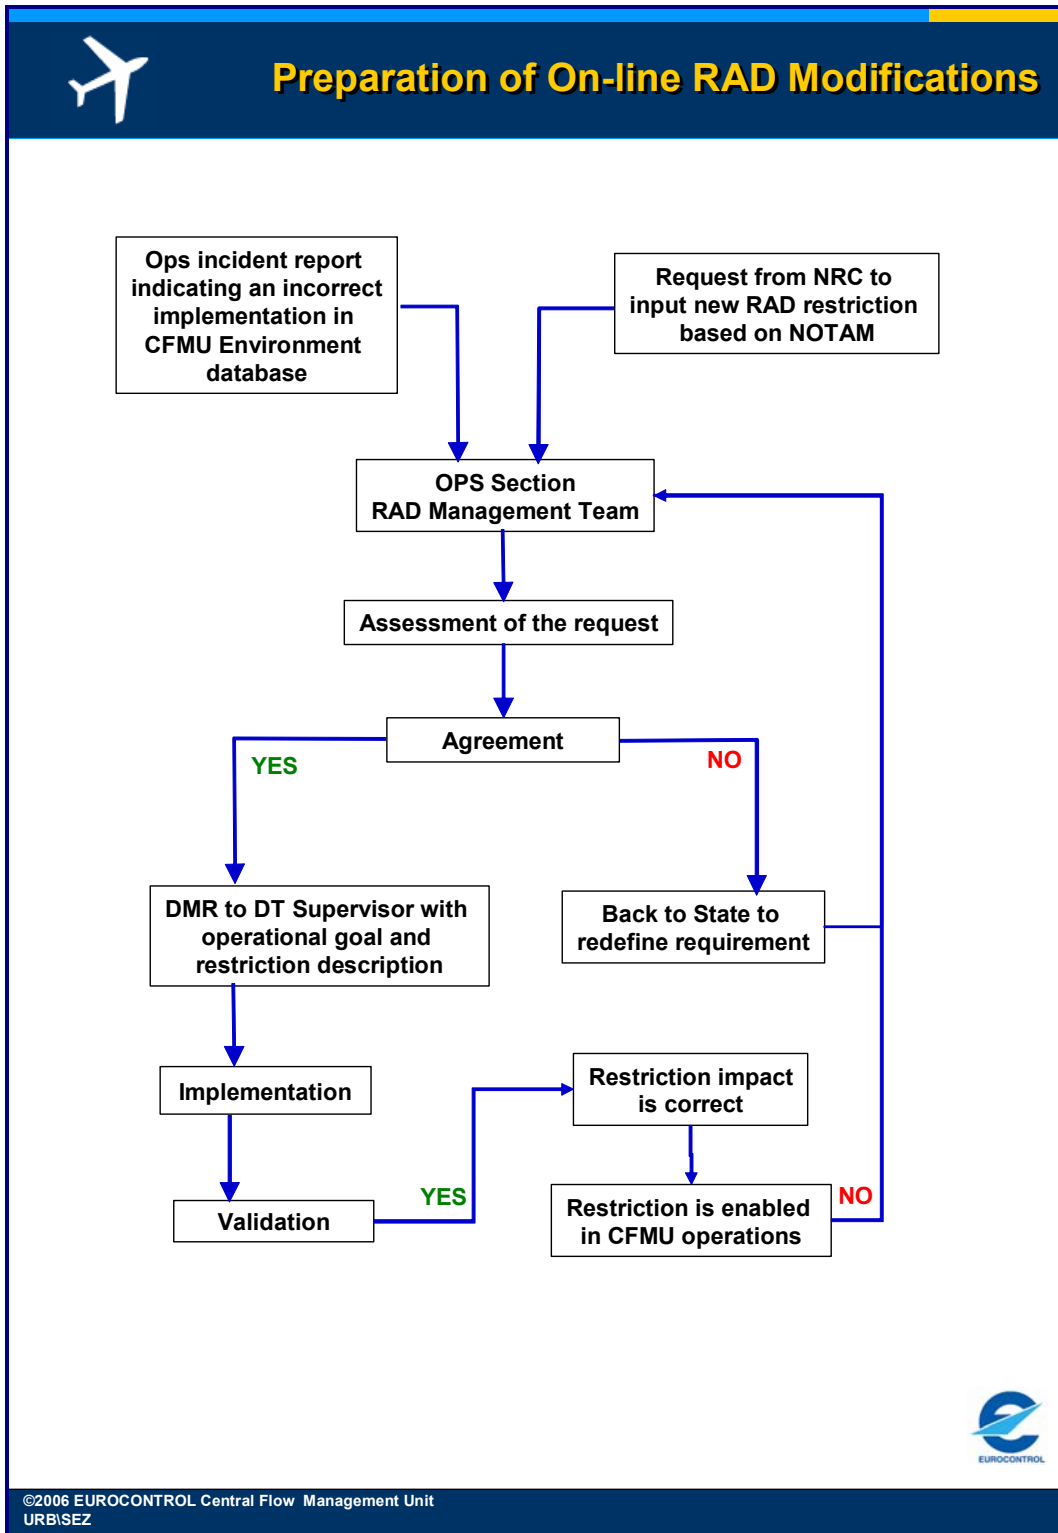 Preparation of On-line RAD Modifications
Ops incident report
indicating an incorrect
implementation in
CFMU Environment
database
Request from NRC to
input new RAD restriction
based on NOTAM
OPS Section
RAD Management Team
Assessment of the request
Agreement
YES
NO
DMR to DT Supervisor with
operational goal and
restriction description
Back to State to
redefine requirement
Implementation
Restriction impact
is correct
Validation
YES
Restriction is enabled
in CFMU operations
NO
EUROCONTROL
©2006 EUROCONTROL Central Flow Management Unit
URB\SEZ